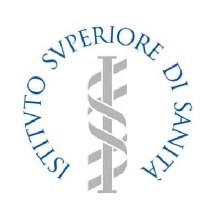 ISTITVTO SVPERIORE DI SANITÀ